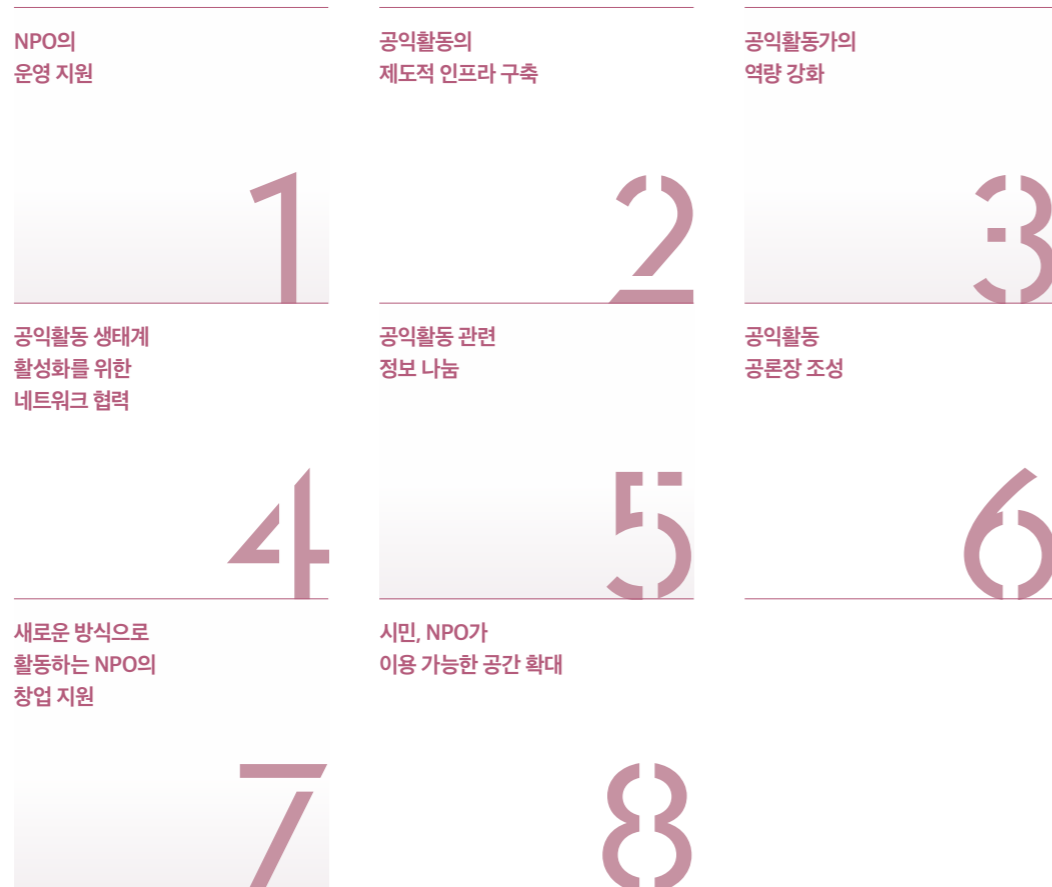 NPO의
운영 지원
1
공익활동의
제도적 인프라 구축
2
공익활동가의
역량 강화
3
공익활동 생태계
활성화를 위한
네트워크 협력
4
공익활동 관련
정보 나눔
5
공익활동
공론장 조성
6
새로운 방식으로
활동하는 NPO의
창업 지원
7
시민, NPO가
이용 가능한 공간 확대
8